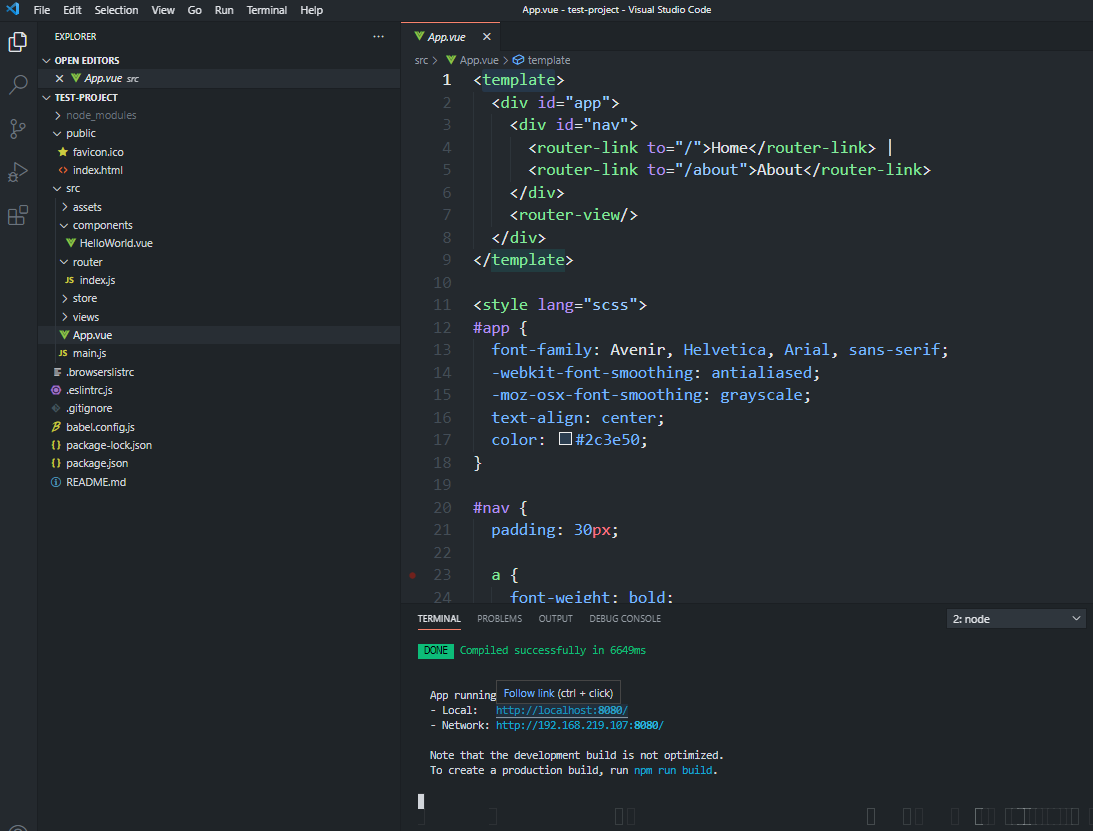 File Edit Selection View Go Run Terminal Help
App.vue - test-project - Visual Studio Code
EXPLORER
OPEN EDITORS
App.vue src
TEST-PROJECT
node_modules
public
favicon.ico
index.html
src
assets
components
HelloWorld.vue
router
JS index.js
store
views
App.vue
JS main.js
.browserslistrc
.eslintrc.js
.gitignore
babel.config.js
{} package-lock.json
{} package.json
README.md
App.vue
src > App.vue > template
1 <template>
2 <div id="app">
3 <div id="nav">
4 <router-link to="/">Home</router-link> |
5 <router-link to="/about">About</router-link>
6 </div>
7 <router-view/>
8 </div>
9 </template>
10
11 <style lang="scss">
12 #app {
13 font-family: Avenir, Helvetica, Arial, sans-serif;
14 -webkit-font-smoothing: antialiased;
15 -moz-osx-font-smoothing: grayscale;
16 text-align: center;
17 color: #2c3e50;
18 }
19
20 #nav {
21 padding: 30px;
22
23 a {
24 font-weight: bold;
TERMINAL PROBLEMS OUTPUT DEBUG CONSOLE
2: node
DONE Compiled successfully in 6649ms
App running
Follow link (ctrl + click)
- Local: http://localhost:8080/
- Network: http://192.168.219.107:8080/
Note that the development build is not optimized.
To create a production build, run npm run build.